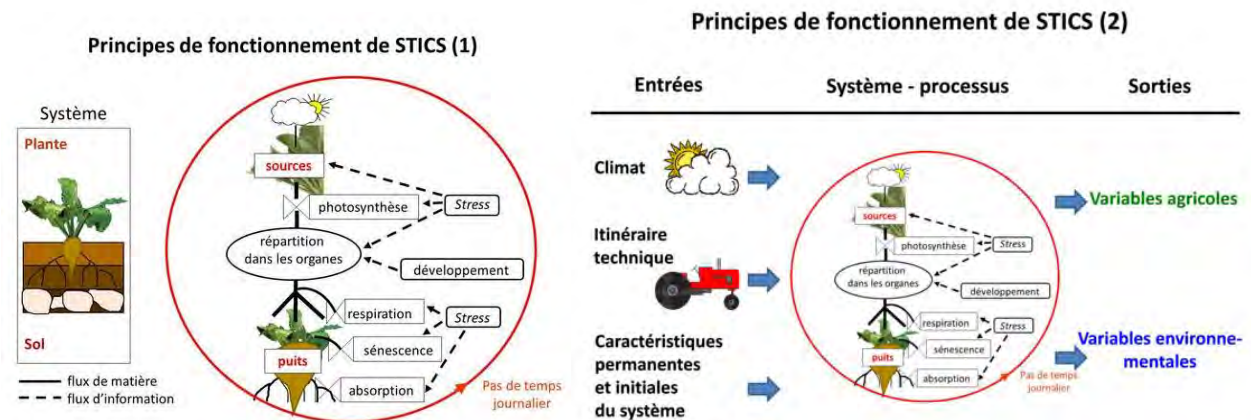 Principes de fonctionnement de STICS (1)
Système
Plante
Sol
flux de matière
flux d'information
sources
photosynthèse
Stress
répartition
dans les organes
développement
respiration
Stress
sénescence
puits
absorption
Pas de temps
journalier
Principes de fonctionnement de STICS (2)
Entrées
Système - processus
Sorties
Climat
Itinéraire
technique
Caractéristiques
permanentes
et initiales
du système
sources
photosynthèse
Stress
répartition
dans les organes
développement
respiration
Stress
sénescence
puits
absorption
Pas de temps
journalier
Variables agricoles
Variables environne-
mentales